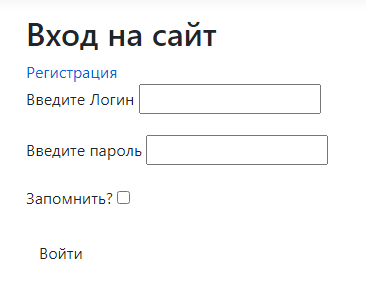 Вход на сайт
Регистрация
Введите Логин
Введите пароль
Запомнить?
Войти